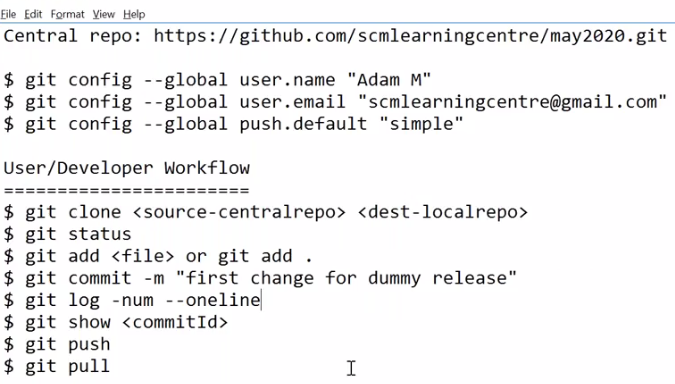 File Edit Format View Help
Central repo: https://github.com/scmlearningcentre/may2020.git
$ git config --global user.name "Adam M"
$ git config --global user.email "scmlearningcentre@gmail.com"
$ git config --global push.default "simple"
User/Developer Workflow
=======================
$ git clone <source-centralrepo> <dest-localrepo>
$ git status
$ git add <file> or git add .
$ git commit -m "first change for dummy release"
$ git log -num --oneline
$ git show <commitId>
$ git push
$ git pull